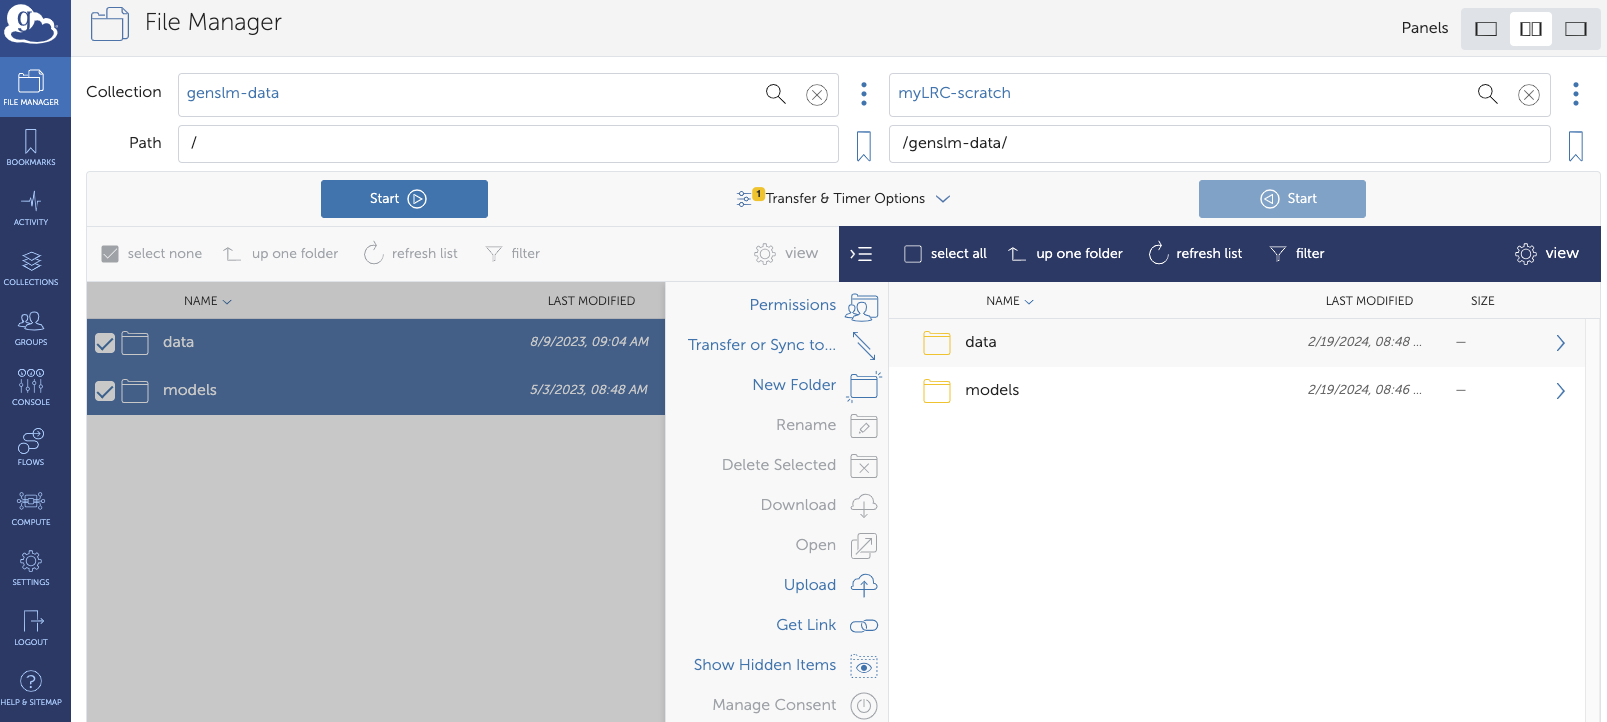 g
File Manager
Panels
FILE MANAGER
BOOKMARKS
ACTIVITY
COLLECTIONS
GROUPS
CONSOLE
FLOWS
COMPUTE
SETTINGS
LOGOUT
HELP & SITEMAP
Collection
genslm-data
myLRC-scratch
Path
/
/genslm-data/
Start
1
Transfer & Timer Options
Start
select none
up one folder
refresh list
filter
view
select all
up one folder
refresh list
filter
view
NAME
LAST MODIFIED
data
8/9/2023, 09:04 AM
models
5/3/2023, 08:48 AM
Permissions
Transfer or Sync to...
New Folder
Rename
Delete Selected
Download
Open
Upload
Get Link
Show Hidden Items
Manage Consent
NAME
LAST MODIFIED
SIZE
data
2/19/2024, 08:48 ...
—
models
2/19/2024, 08:46 ...
—